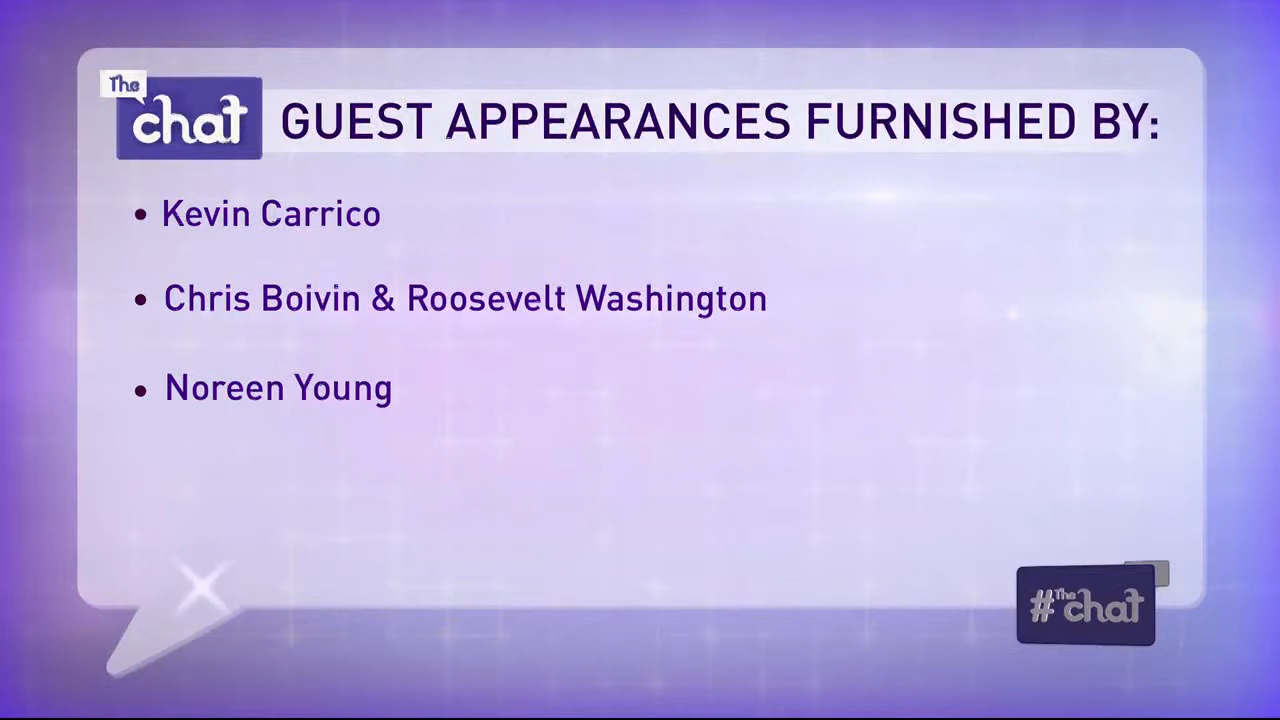 The
chat
GUEST APPEARANCES FURNISHED BY:
• Kevin Carrico
• Chris Boivin & Roosevelt Washington
• Noreen Young
#The chat